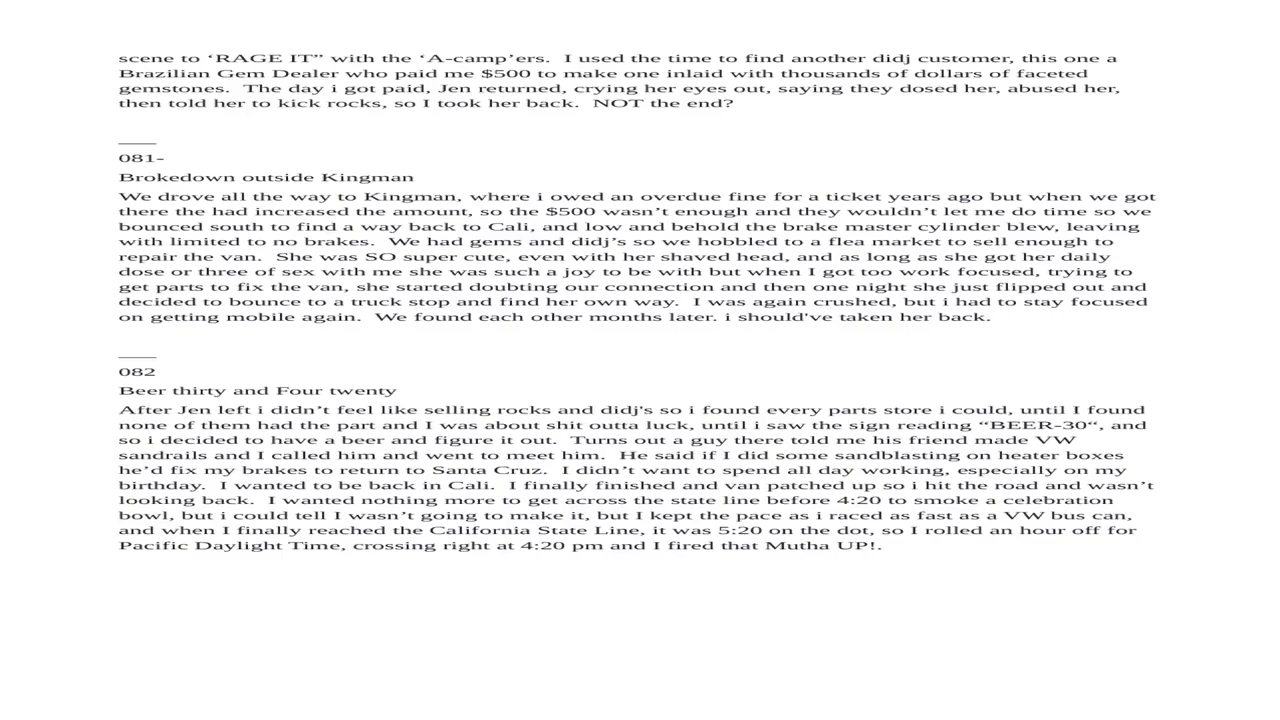 scene to ‘RAGE IT” with the ‘A-camp’ers.  I used the time to find another didj customer, this one a
Brazilian Gem Dealer who paid me $500 to make one inlaid with thousands of dollars of faceted
gemstones.  The day i got paid, Jen returned, crying her eyes out, saying they dosed her, abused her,
then told her to kick rocks, so I took her back.  NOT the end?
____
081-
Brokedown outside Kingman
We drove all the way to Kingman, where i owed an overdue fine for a ticket years ago but when we got
there the had increased the amount, so the $500 wasn’t enough and they wouldn’t let me do time so we
bounced south to find a way back to Cali, and low and behold the brake master cylinder blew, leaving
with limited to no brakes.  We had gems and didj’s so we hobbled to a flea market to sell enough to
repair the van.  She was SO super cute, even with her shaved head, and as long as she got her daily
dose or three of sex with me she was such a joy to be with but when I got too work focused, trying to
get parts to fix the van, she started doubting our connection and then one night she just flipped out and
decided to bounce to a truck stop and find her own way.  I was again crushed, but i had to stay focused
on getting mobile again.  We found each other months later. i should've taken her back.
____
082
Beer thirty and Four twenty
After Jen left i didn’t feel like selling rocks and didj's so i found every parts store i could, until I found
none of them had the part and I was about shit outta luck, until i saw the sign reading “BEER-30“, and
so i decided to have a beer and figure it out.  Turns out a guy there told me his friend made VW
sandrails and I called him and went to meet him.  He said if I did some sandblasting on heater boxes
he’d fix my brakes to return to Santa Cruz.  I didn’t want to spend all day working, especially on my
birthday.  I wanted to be back in Cali.  I finally finished and van patched up so i hit the road and wasn’t
looking back.  I wanted nothing more to get across the state line before 4:20 to smoke a celebration
bowl, but i could tell I wasn’t going to make it, but I kept the pace as i raced as fast as a VW bus can,
and when I finally reached the California State Line, it was 5:20 on the dot, so I rolled an hour off for
Pacific Daylight Time, crossing right at 4:20 pm and I fired that Mutha UP!.